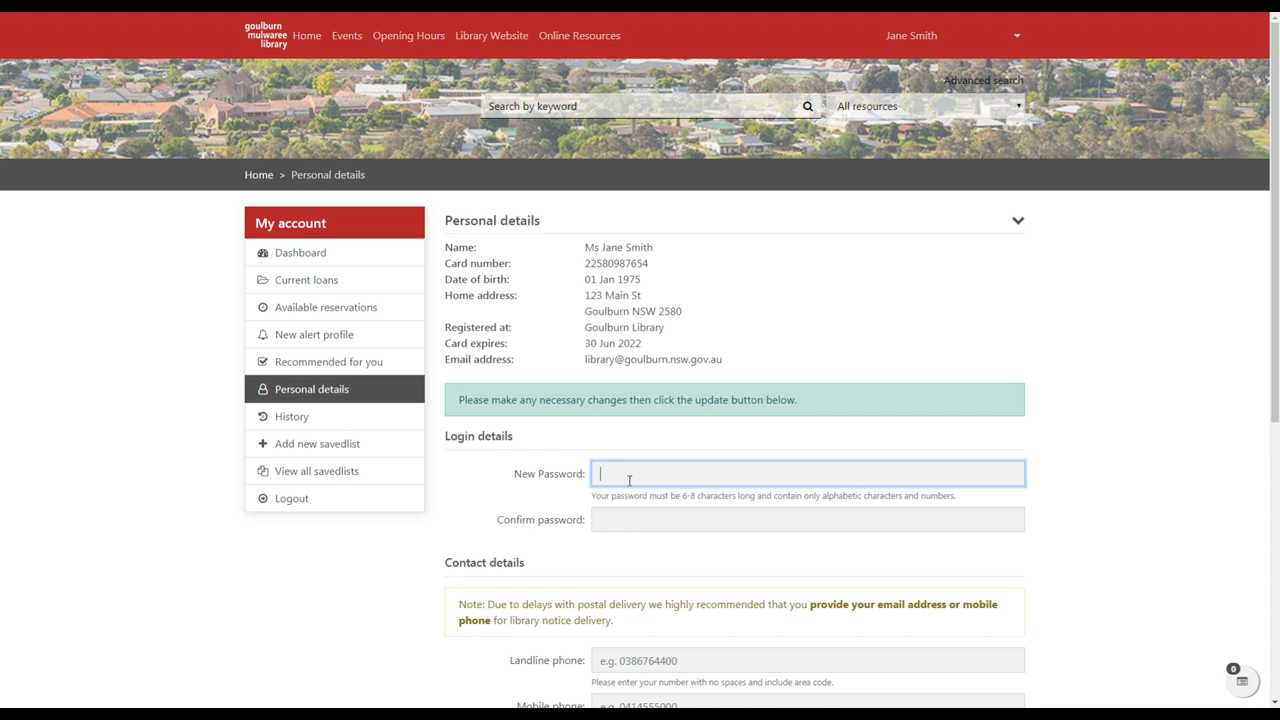 goulburn
mulwaree
library
Home Events Opening Hours Library Website Online Resources
Jane Smith
Advanced search
Search by keyword
All resources
Home > Personal details
My account
Dashboard
Current loans
Available reservations
New alert profile
Recommended for you
Personal details
History
Add new savedlist
View all savedlists
Logout
Personal details
Name: Ms Jane Smith
Card number: 22580987654
Date of birth: 01 Jan 1975
Home address: 123 Main St
Goulburn NSW 2580
Registered at: Goulburn Library
Card expires: 30 Jun 2022
Email address: library@goulburn.nsw.gov.au
Please make any necessary changes then click the update button below.
Login details
New Password:
Your password must be 6-8 characters long and contain only alphabetic characters and numbers.
Confirm password:
Contact details
Note: Due to delays with postal delivery we highly recommended that you provide your email address or mobile
phone for library notice delivery.
Landline phone: e.g. 0386764400
Please enter your number with no spaces and include area code.
Mobile phone: e.g. 0414555000
0